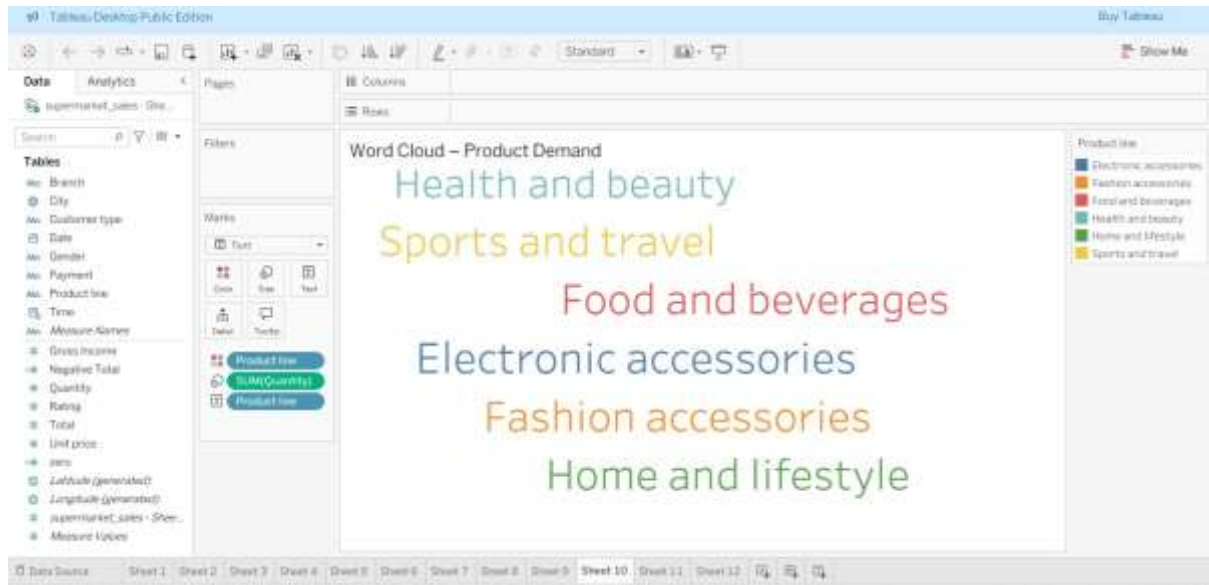 Tableau Desktop Public Edition
Buy Tableau
Standard
Show Me
Data
Analytics
Pages
Columns
supermarket_sales - She...
Rows
Search
Filters
Tables
Branch
City
Customer type
Date
Gender
Payment
Product line
Time
Measure Names
Gross Income
Negative Total
Quantity
Rating
Total
Unit price
zero
Latitude (generated)
Longitude (generated)
supermarket_sales - Shee...
Measure Values
Marks
Text
Color
Size
Text
Detail
Tooltip
Product line
SUM(Quantity)
Product line
Word Cloud – Product Demand
Health and beauty
Sports and travel
Food and beverages
Electronic accessories
Fashion accessories
Home and lifestyle
Product line
Electronic accessories
Fashion accessories
Food and beverages
Health and beauty
Home and lifestyle
Sports and travel
Data Source
Sheet 1
Sheet 2
Sheet 3
Sheet 4
Sheet 5
Sheet 6
Sheet 7
Sheet 8
Sheet 9
Sheet 10
Sheet 11
Sheet 12